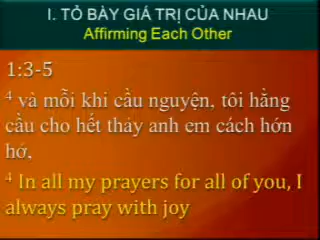 I. TỎ BÀY GIÁ TRỊ CỦA NHAU
Affirming Each Other
1:3-5
4 và mỗi khi cầu nguyện, tôi hằng
cầu cho hết thảy anh em cách hớn
hở,
4 In all my prayers for all of you, I
always pray with joy